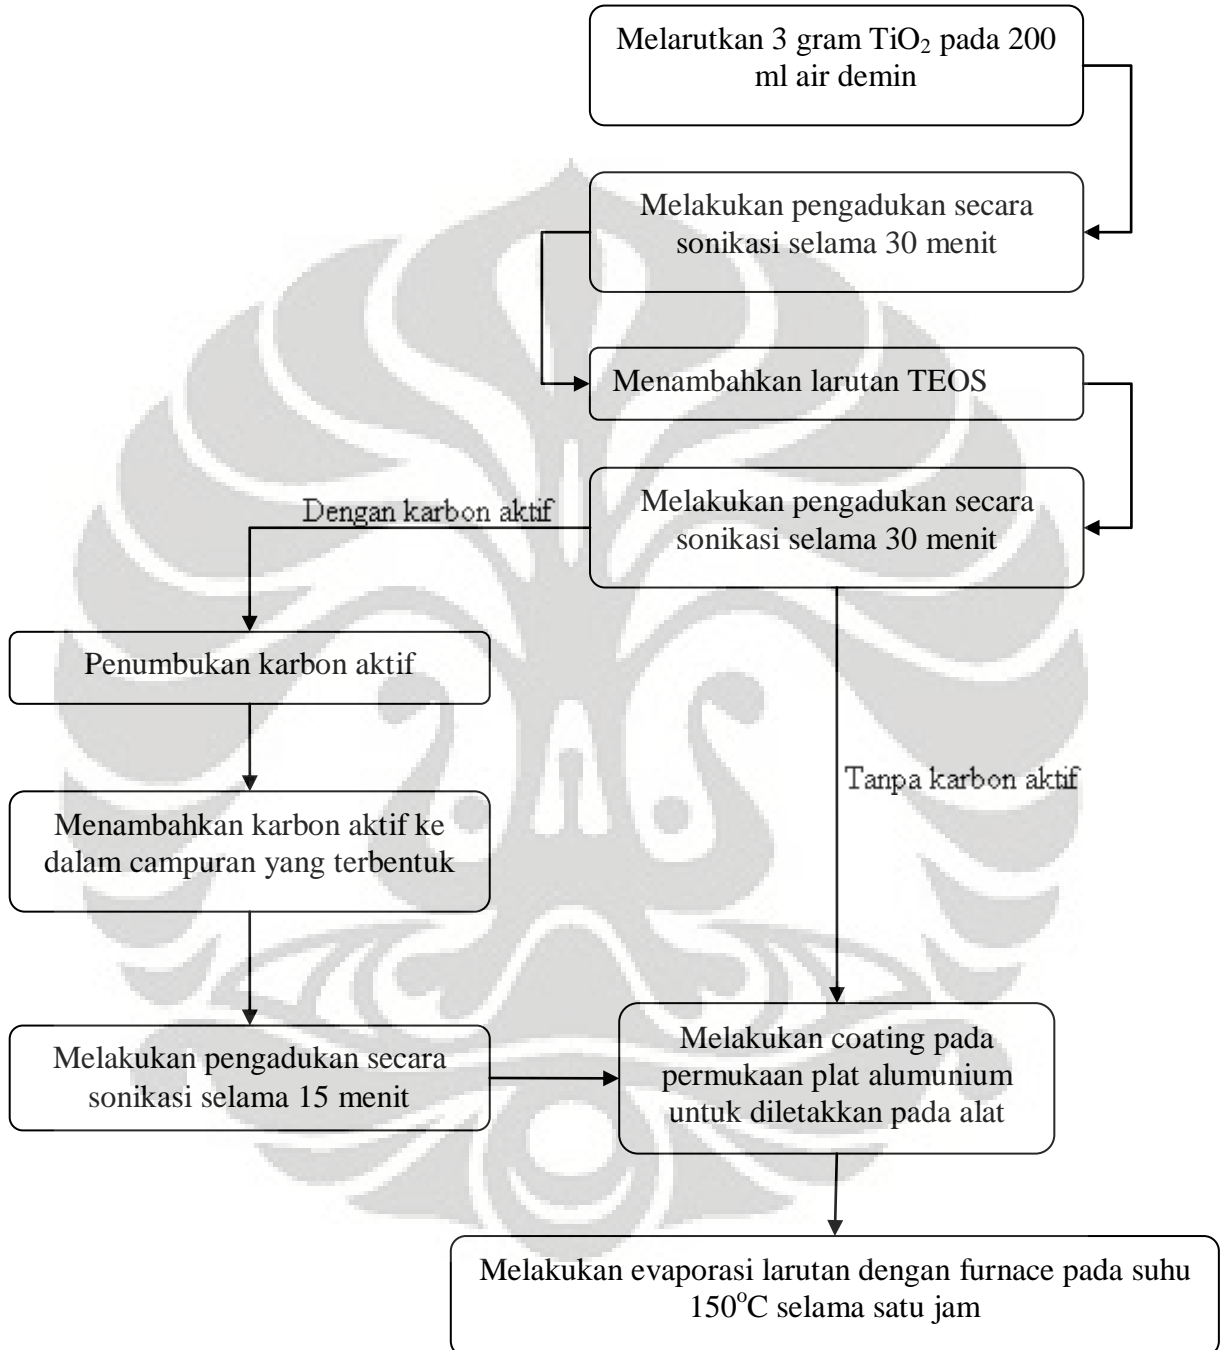 Melarutkan 3 gram TiO₂ pada 200
ml air demin
Melakukan pengadukan secara
sonikasi selama 30 menit
Menambahkan larutan TEOS
Melakukan pengadukan secara
sonikasi selama 30 menit
Dengan karbon aktif
Penumbukan karbon aktif
Tanpa karbon aktif
Menambahkan karbon aktif ke
dalam campuran yang terbentuk
Melakukan pengadukan secara
sonikasi selama 15 menit
Melakukan coating pada
permukaan plat alumunium
untuk diletakkan pada alat
Melakukan evaporasi larutan dengan furnace pada suhu
150°C selama satu jam